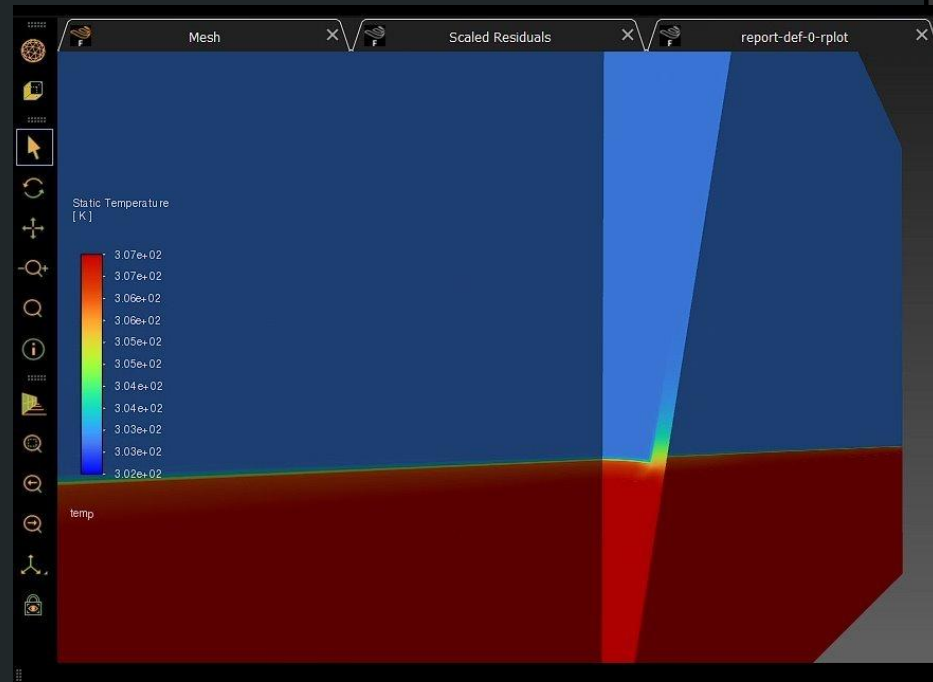 Mesh
Scaled Residuals
report-def-0-rplot
Static Temperature
[ K ]
3.07e+02
3.07e+02
3.06e+02
3.06e+02
3.05e+02
3.05e+02
3.04e+02
3.04e+02
3.03e+02
3.03e+02
3.02e+02
temp